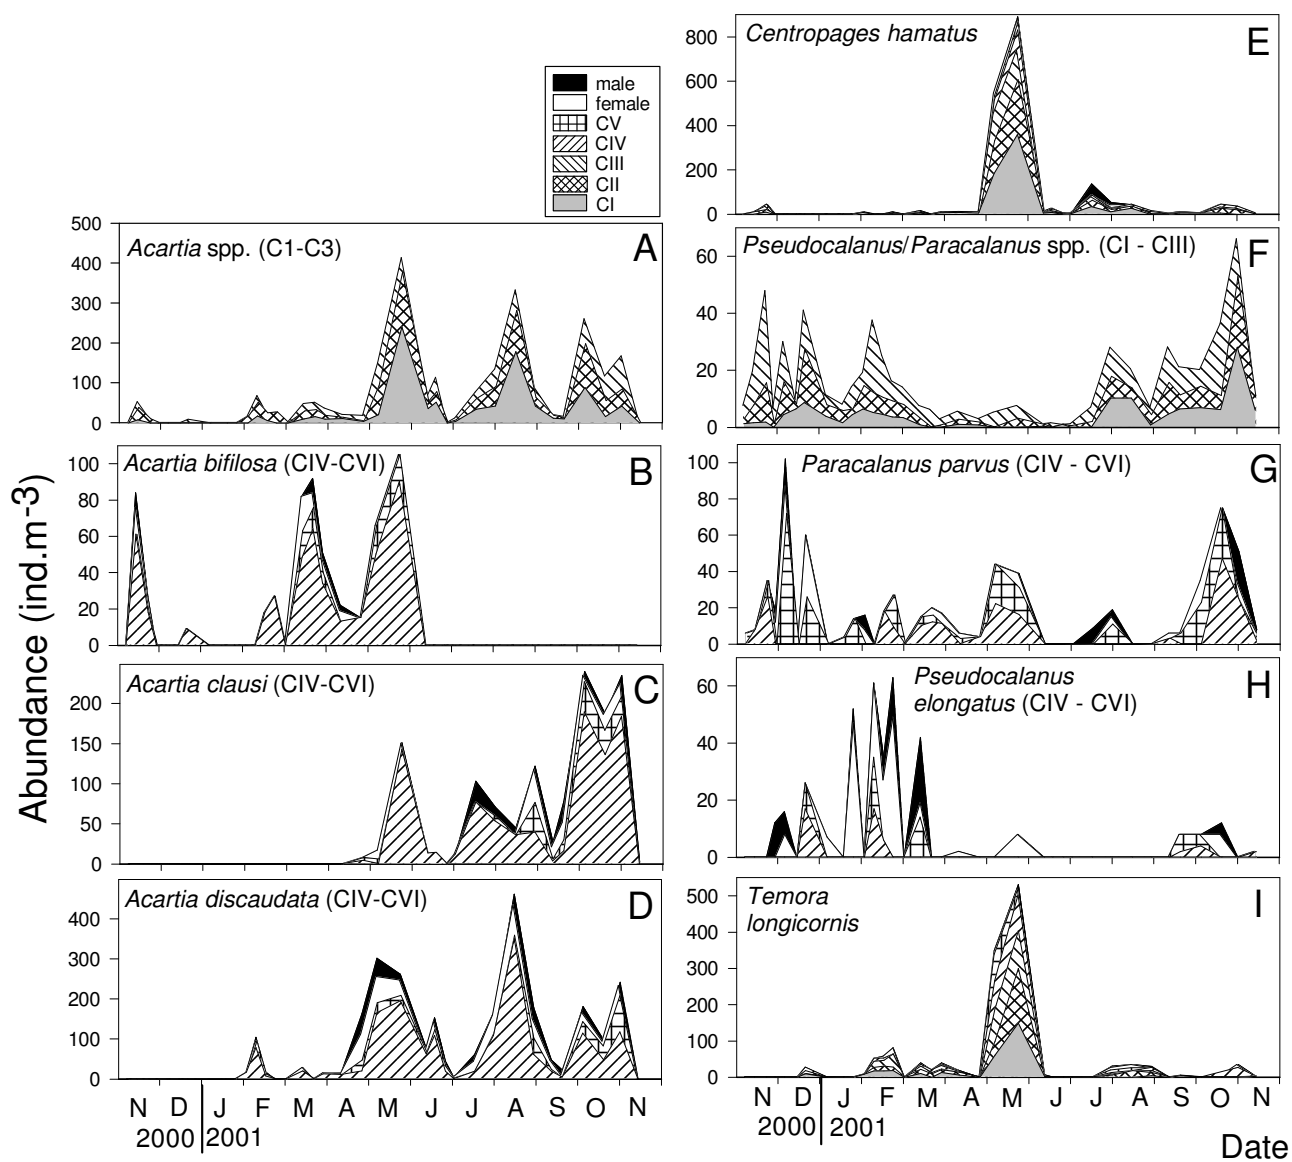 male
female
CV
CIV
CIII
CII
CI
Abundance (ind.m-3)
Acartia spp. (C1-C3) A
500
400
300
200
100
0
Acartia bifilosa (CIV-CVI) B
100
80
60
40
20
0
Acartia clausi (CIV-CVI) C
200
150
100
50
0
Acartia discaudata (CIV-CVI) D
400
300
200
100
0
N D J F M A M J J A S O N
2000 2001
Centropages hamatus E
800
600
400
200
0
Pseudocalanus/Paracalanus spp. (CI - CIII) F
60
40
20
0
Paracalanus parvus (CIV - CVI) G
100
80
60
40
20
0
Pseudocalanus H
elongatus (CIV - CVI)
60
40
20
0
Temora I
longicornis
500
400
300
200
100
0
N D J F M A M J J A S O N
2000 2001
Date